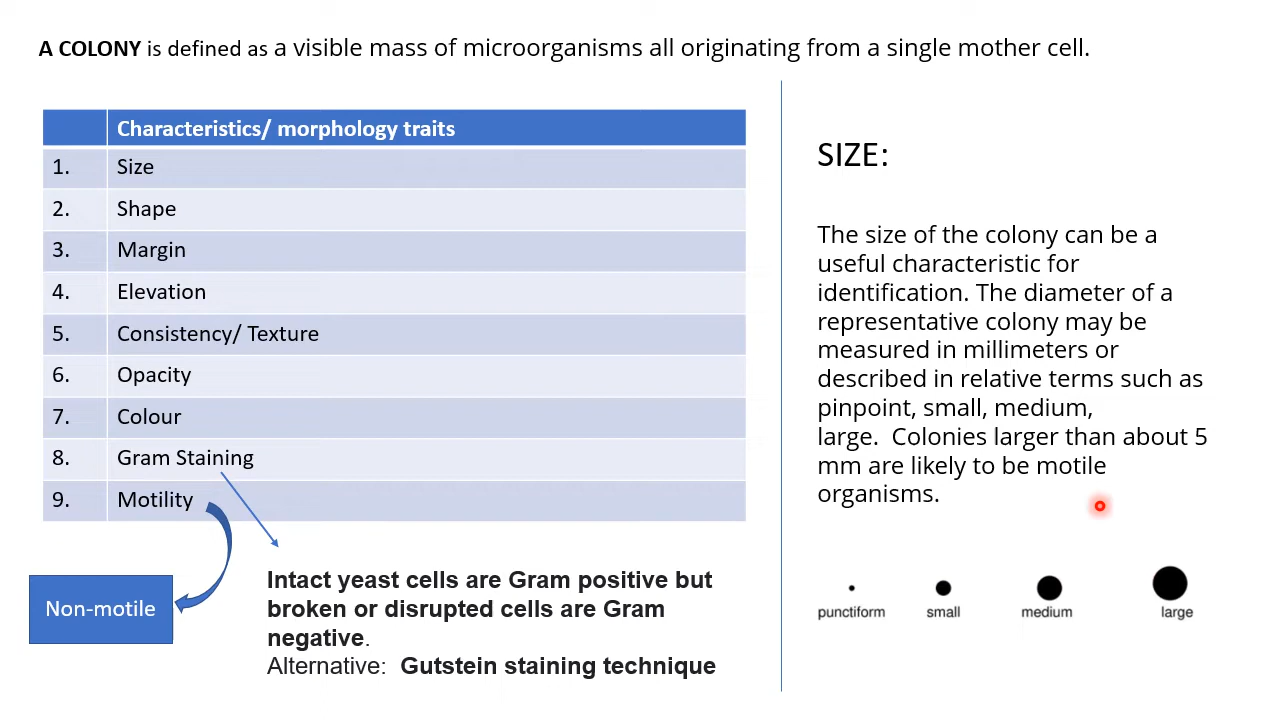 A COLONY is defined as a visible mass of microorganisms all originating from a single mother cell.
Characteristics/ morphology traits
1. Size
2. Shape
3. Margin
4. Elevation
5. Consistency/ Texture
6. Opacity
7. Colour
8. Gram Staining
9. Motility
Non-motile
Intact yeast cells are Gram positive but
broken or disrupted cells are Gram
negative.
Alternative: Gutstein staining technique
SIZE:
The size of the colony can be a
useful characteristic for
identification. The diameter of a
representative colony may be
measured in millimeters or
described in relative terms such as
pinpoint, small, medium,
large. Colonies larger than about 5
mm are likely to be motile
organisms.
punctiform small medium large